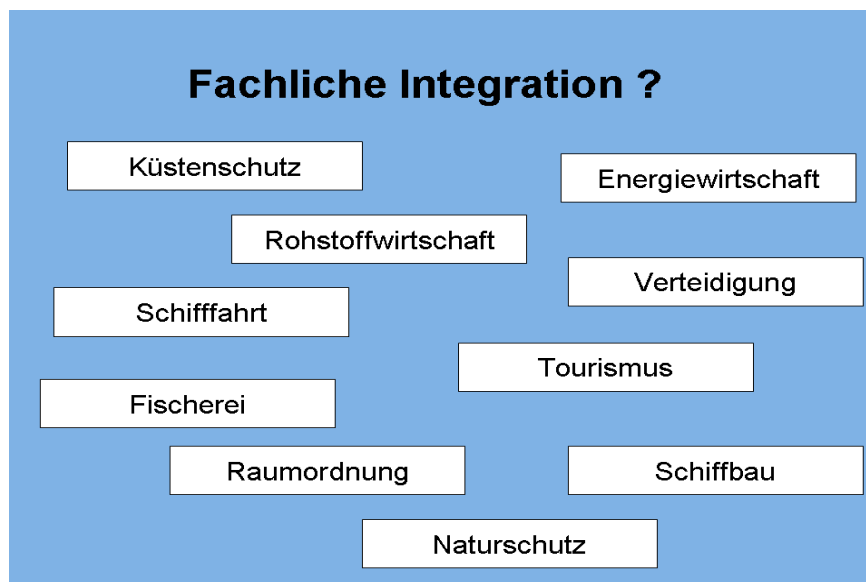 Fachliche Integration ?
Küstenschutz
Energiewirtschaft
Rohstoffwirtschaft
Verteidigung
Schifffahrt
Tourismus
Fischerei
Raumordnung
Schiffbau
Naturschutz